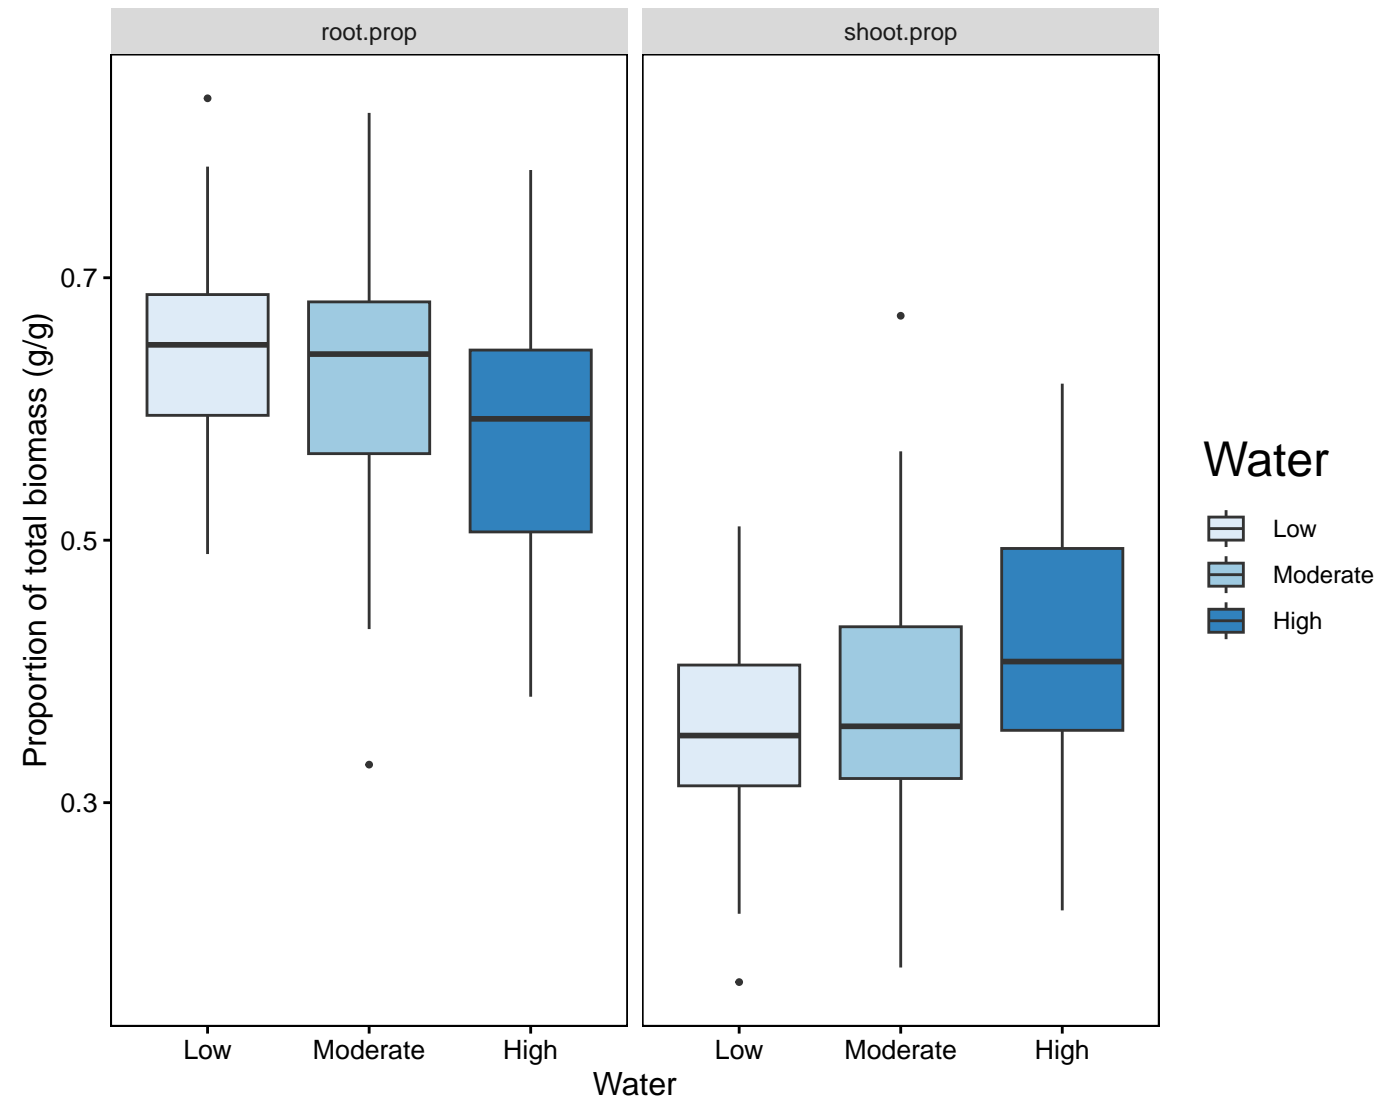 root.prop
shoot.prop
Proportion of total biomass (g/g)
0.7
0.5
0.3
Low
Moderate
High
Low
Moderate
High
Water
Water
Low
Moderate
High